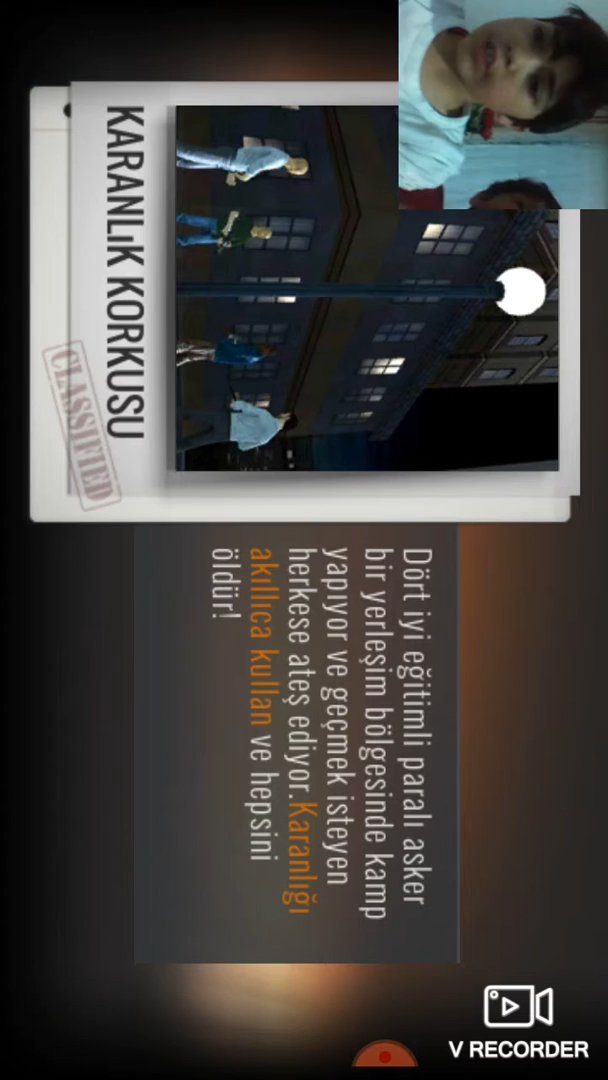 KARANLıK KORKUSU
CLASSIFIED
Dört iyi eğitimli paralı asker
bir yerleşim bölgesinde kamp
yapıyor ve geçmek isteyen
herkese ateş ediyor.Karanlığı
akıllıca kullan ve hepsini
öldür!
V RECORDER